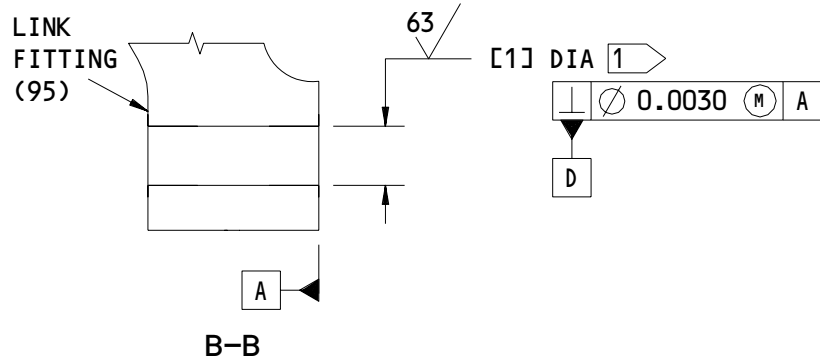 LINK
FITTING
(95)
63
[1] DIA 1
⊥ ∅ 0.0030 Ⓜ A
D
A
B-B